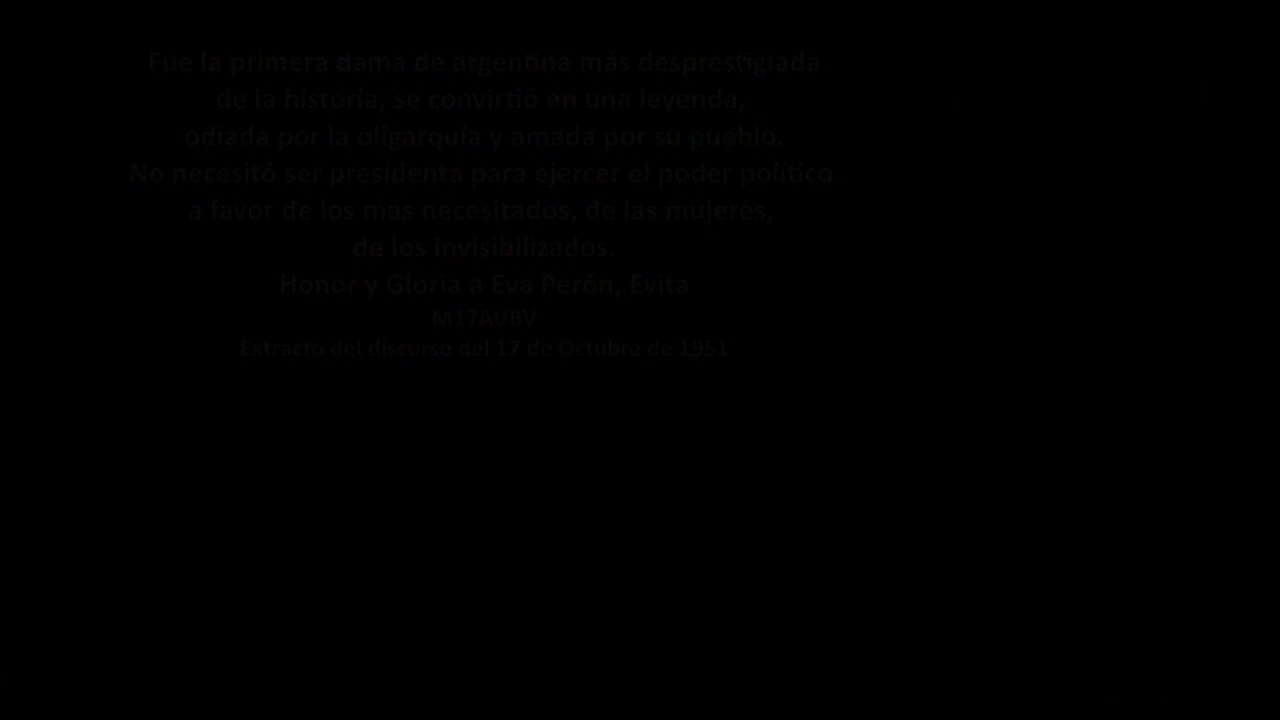 Fue la primera dama de argentina más desprestigiada
de la historia, se convirtió en una leyenda,
odiada por la oligarquía y amada por su pueblo.
No necesitó ser presidenta para ejercer el poder político
a favor de los más necesitados, de las mujeres,
de los invisibilizados.
Honor y Gloria a Eva Perón, Evita
M17AUBV
Extracto del discurso del 17 de Octubre de 1951